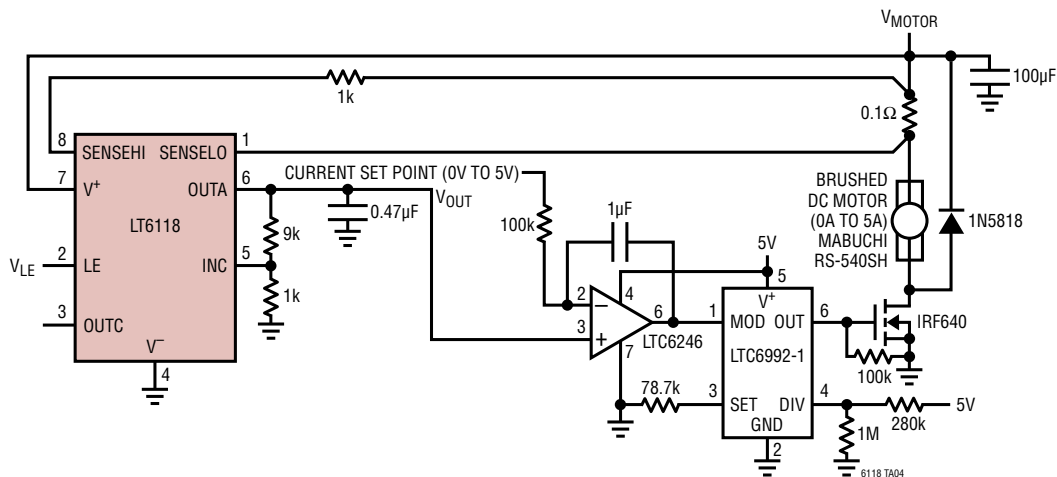 VMOTOR
100µF
1k
0.1Ω
8
SENSEHI
SENSELO
1
7
V+
OUTA
6
LT6118
CURRENT SET POINT (0V TO 5V)
VOUT
0.47µF
100k
1µF
9k
BRUSHED
DC MOTOR
(0A TO 5A)
MABUCHI
RS-540SH
1N5818
VLE
2
LE
INC
5
1k
3
OUTC
V–
4
2
–
4
3
+
6
7
LTC6246
5V
5
V+
1
MOD
OUT
6
LTC6992-1
IRF640
100k
78.7k
3
SET
DIV
4
GND
2
280k
5V
1M
6118 TA04